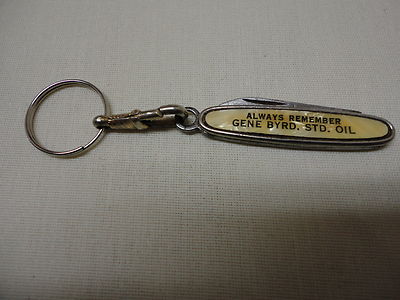 ALWAYS REMEMBER
GENE BYRD. STD. OIL